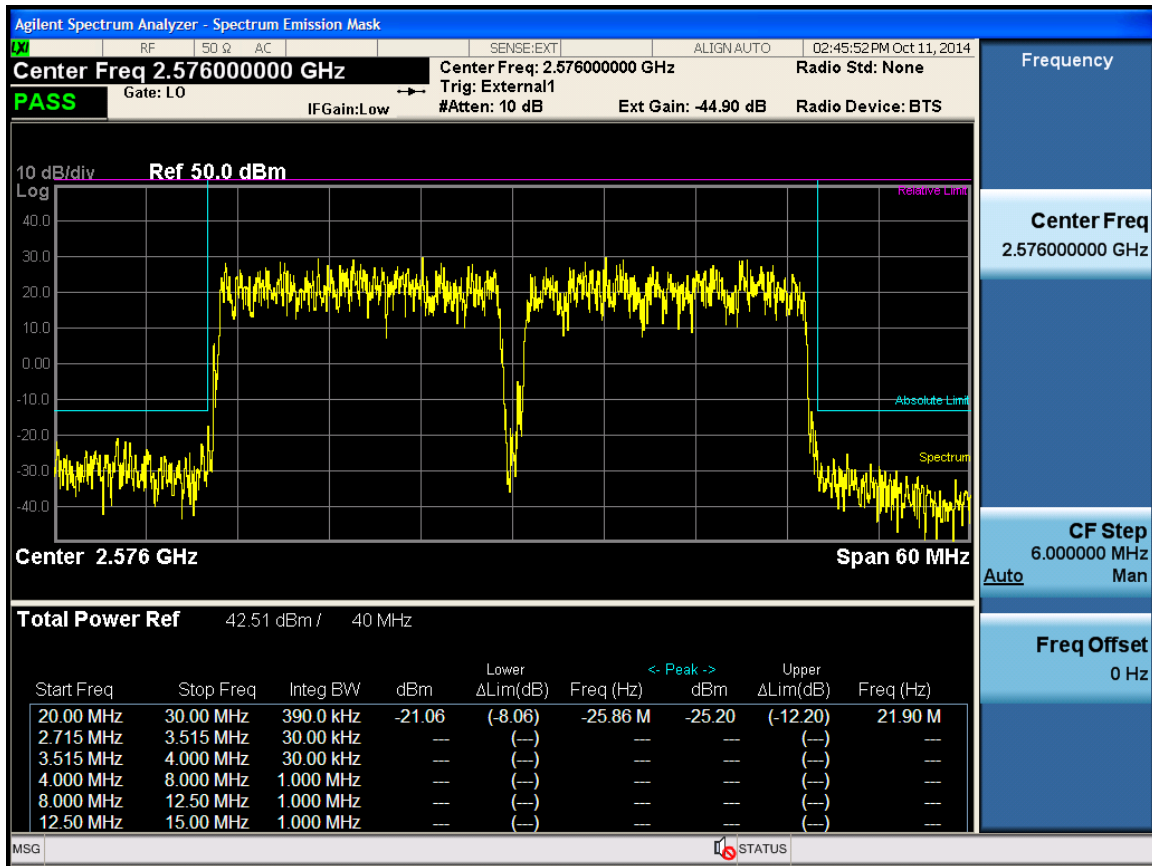 Agilent Spectrum Analyzer - Spectrum Emission Mask
LXI RF 50 Ω AC SENSE:EXT ALIGN AUTO 02:45:52 PM Oct 11, 2014
Center Freq 2.576000000 GHz
Center Freq: 2.576000000 GHz
Radio Std: None
PASS
Gate: LO
Trig: External1
IFGain:Low
#Atten: 10 dB
Ext Gain: -44.90 dB
Radio Device: BTS
10 dB/div Ref 50.0 dBm
Log
Relative Limit
40.0
30.0
20.0
10.0
0.00
-10.0
Absolute Limit
-20.0
Spectrum
-30.0
-40.0
Center 2.576 GHz
Span 60 MHz
Total Power Ref 42.51 dBm / 40 MHz
Lower <- Peak -> Upper
Start Freq Stop Freq Integ BW dBm ΔLim(dB) Freq (Hz) dBm ΔLim(dB) Freq (Hz)
20.00 MHz 30.00 MHz 390.0 kHz -21.06 (-8.06) -25.86 M -25.20 (-12.20) 21.90 M
2.715 MHz 3.515 MHz 30.00 kHz --- (---) --- --- (---) ---
3.515 MHz 4.000 MHz 30.00 kHz --- (---) --- --- (---) ---
4.000 MHz 8.000 MHz 1.000 MHz --- (---) --- --- (---) ---
8.000 MHz 12.50 MHz 1.000 MHz --- (---) --- --- (---) ---
12.50 MHz 15.00 MHz 1.000 MHz --- (---) --- --- (---) ---
MSG
STATUS
Frequency
Center Freq
2.576000000 GHz
CF Step
6.000000 MHz
Auto Man
Freq Offset
0 Hz